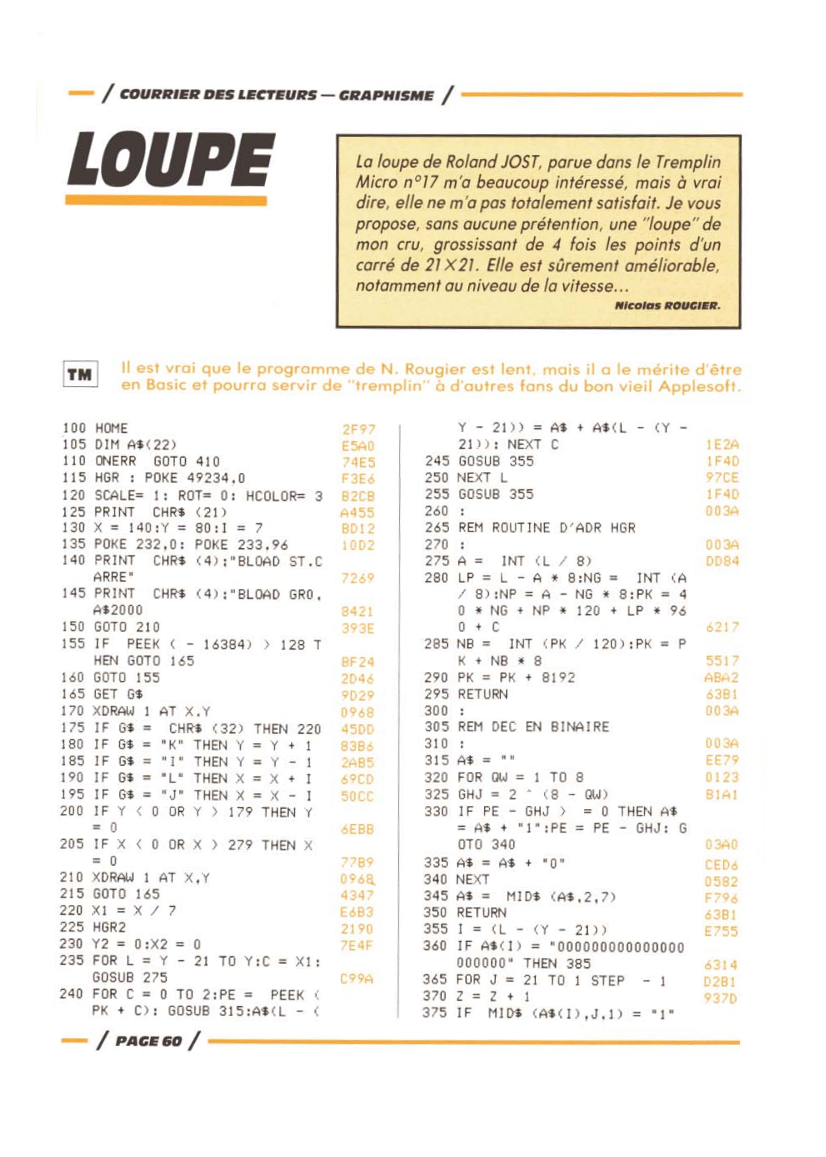 / COURRIER DES LECTEURS — GRAPHISME /
LOUPE
La loupe de Roland JOST, parue dans le Tremplin
Micro n°17 m'a beaucoup intéressé, mais à vrai
dire, elle ne m'a pas totalement satisfait. Je vous
propose, sans aucune prétention, une "loupe" de
mon cru, grossissant de 4 fois les points d'un
carré de 21X21. Elle est sûrement améliorable,
notamment au niveau de la vitesse...
Nicolas ROUGIER.
TM
Il est vrai que le programme de N. Rougier est lent, mais il a le mérite d'être
en Basic et pourra servir de "tremplin" à d'autres fans du bon vieil Applesoft.
100 HOME 2F97
105 DIM A$(22) E5A0
110 ONERR GOTO 410 74E5
115 HGR : POKE 49234,0 F3E6
120 SCALE= 1: ROT= 0: HCOLOR= 3 B2CB
125 PRINT CHR$ (21) A455
130 X = 140:Y = 80:I = 7 BD12
135 POKE 232,0: POKE 233,96 10D2
140 PRINT CHR$ (4);"BLOAD ST.C
ARRE" 7269
145 PRINT CHR$ (4);"BLOAD GR0,
A$2000 8421
150 GOTO 210 393E
155 IF PEEK ( - 16384) > 128 T
HEN GOTO 165 BF24
160 GOTO 155 2D46
165 GET G$ 9D29
170 XDRAW 1 AT X,Y 0968
175 IF G$ = CHR$ (32) THEN 220 45DD
180 IF G$ = "K" THEN Y = Y + 1 83B6
185 IF G$ = "I" THEN Y = Y - 1 2AB5
190 IF G$ = "L" THEN X = X + I 69CD
195 IF G$ = "J" THEN X = X - I 50CC
200 IF Y < 0 OR Y > 179 THEN Y
= 0 6EBB
205 IF X < 0 OR X > 279 THEN X
= 0 77B9
210 XDRAW 1 AT X,Y 0968
215 GOTO 165 4347
220 X1 = X / 7 E6B3
225 HGR2 2190
230 Y2 = 0:X2 = 0 7E4F
235 FOR L = Y - 21 TO Y:C = X1:
GOSUB 275 C99A
240 FOR C = 0 TO 2:PE = PEEK (
PK + C): GOSUB 315:A$(L - (
Y - 21)) = A$ + A$(L - (Y -
21)): NEXT C 1E2A
245 GOSUB 355 1F4D
250 NEXT L 97CE
255 GOSUB 355 1F4D
260 : 003A
265 REM ROUTINE D'ADR HGR
270 : 003A
275 A = INT (L / 8) DD84
280 LP = L - A * 8:NG = INT (A
/ 8):NP = A - NG * 8:PK = 4
0 * NG + NP * 120 + LP * 96
0 + C 6217
285 NB = INT (PK / 120):PK = P
K + NB * 8 5517
290 PK = PK + 8192 ABA2
295 RETURN 63B1
300 : 003A
305 REM DEC EN BINAIRE
310 : 003A
315 A$ = "" EE79
320 FOR QW = 1 TO 8 0123
325 GHJ = 2 ^ (8 - QW) B1A1
330 IF PE - GHJ > = 0 THEN A$
= A$ + "1":PE = PE - GHJ: G
OTO 340 03A0
335 A$ = A$ + "0" CED6
340 NEXT 0582
345 A$ = MID$ (A$,2,7) F796
350 RETURN 63B1
355 I = (L - (Y - 21)) E755
360 IF A$(I) = "000000000000000
000000" THEN 385 6314
365 FOR J = 21 TO 1 STEP - 1 D2B1
370 Z = Z + 1 937D
375 IF MID$ (A$(I),J,1) = "1"
/ PAGE 60 /